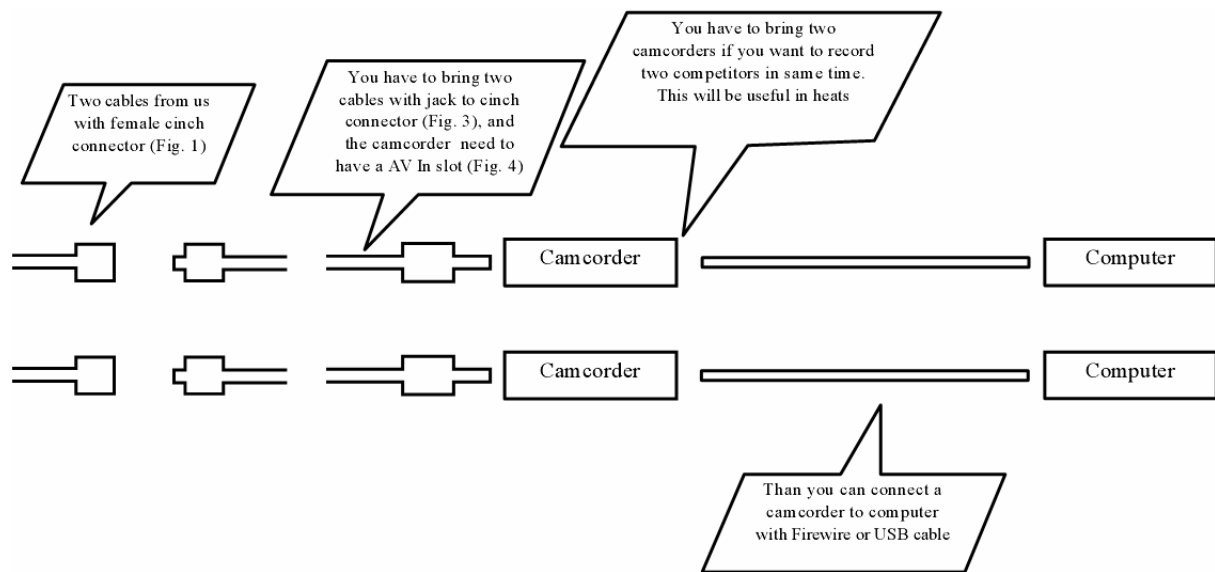 Two cables from us
with female cinch
connector (Fig. 1)
You have to bring two
cables with jack to cinch
connector (Fig. 3), and
the camcorder need to
have a AV In slot (Fig. 4)
You have to bring two
camcorders if you want to record
two competitors in same time.
This will be useful in heats
Camcorder
Computer
Camcorder
Computer
Than you can connect a
camcorder to computer
with Firewire or USB cable